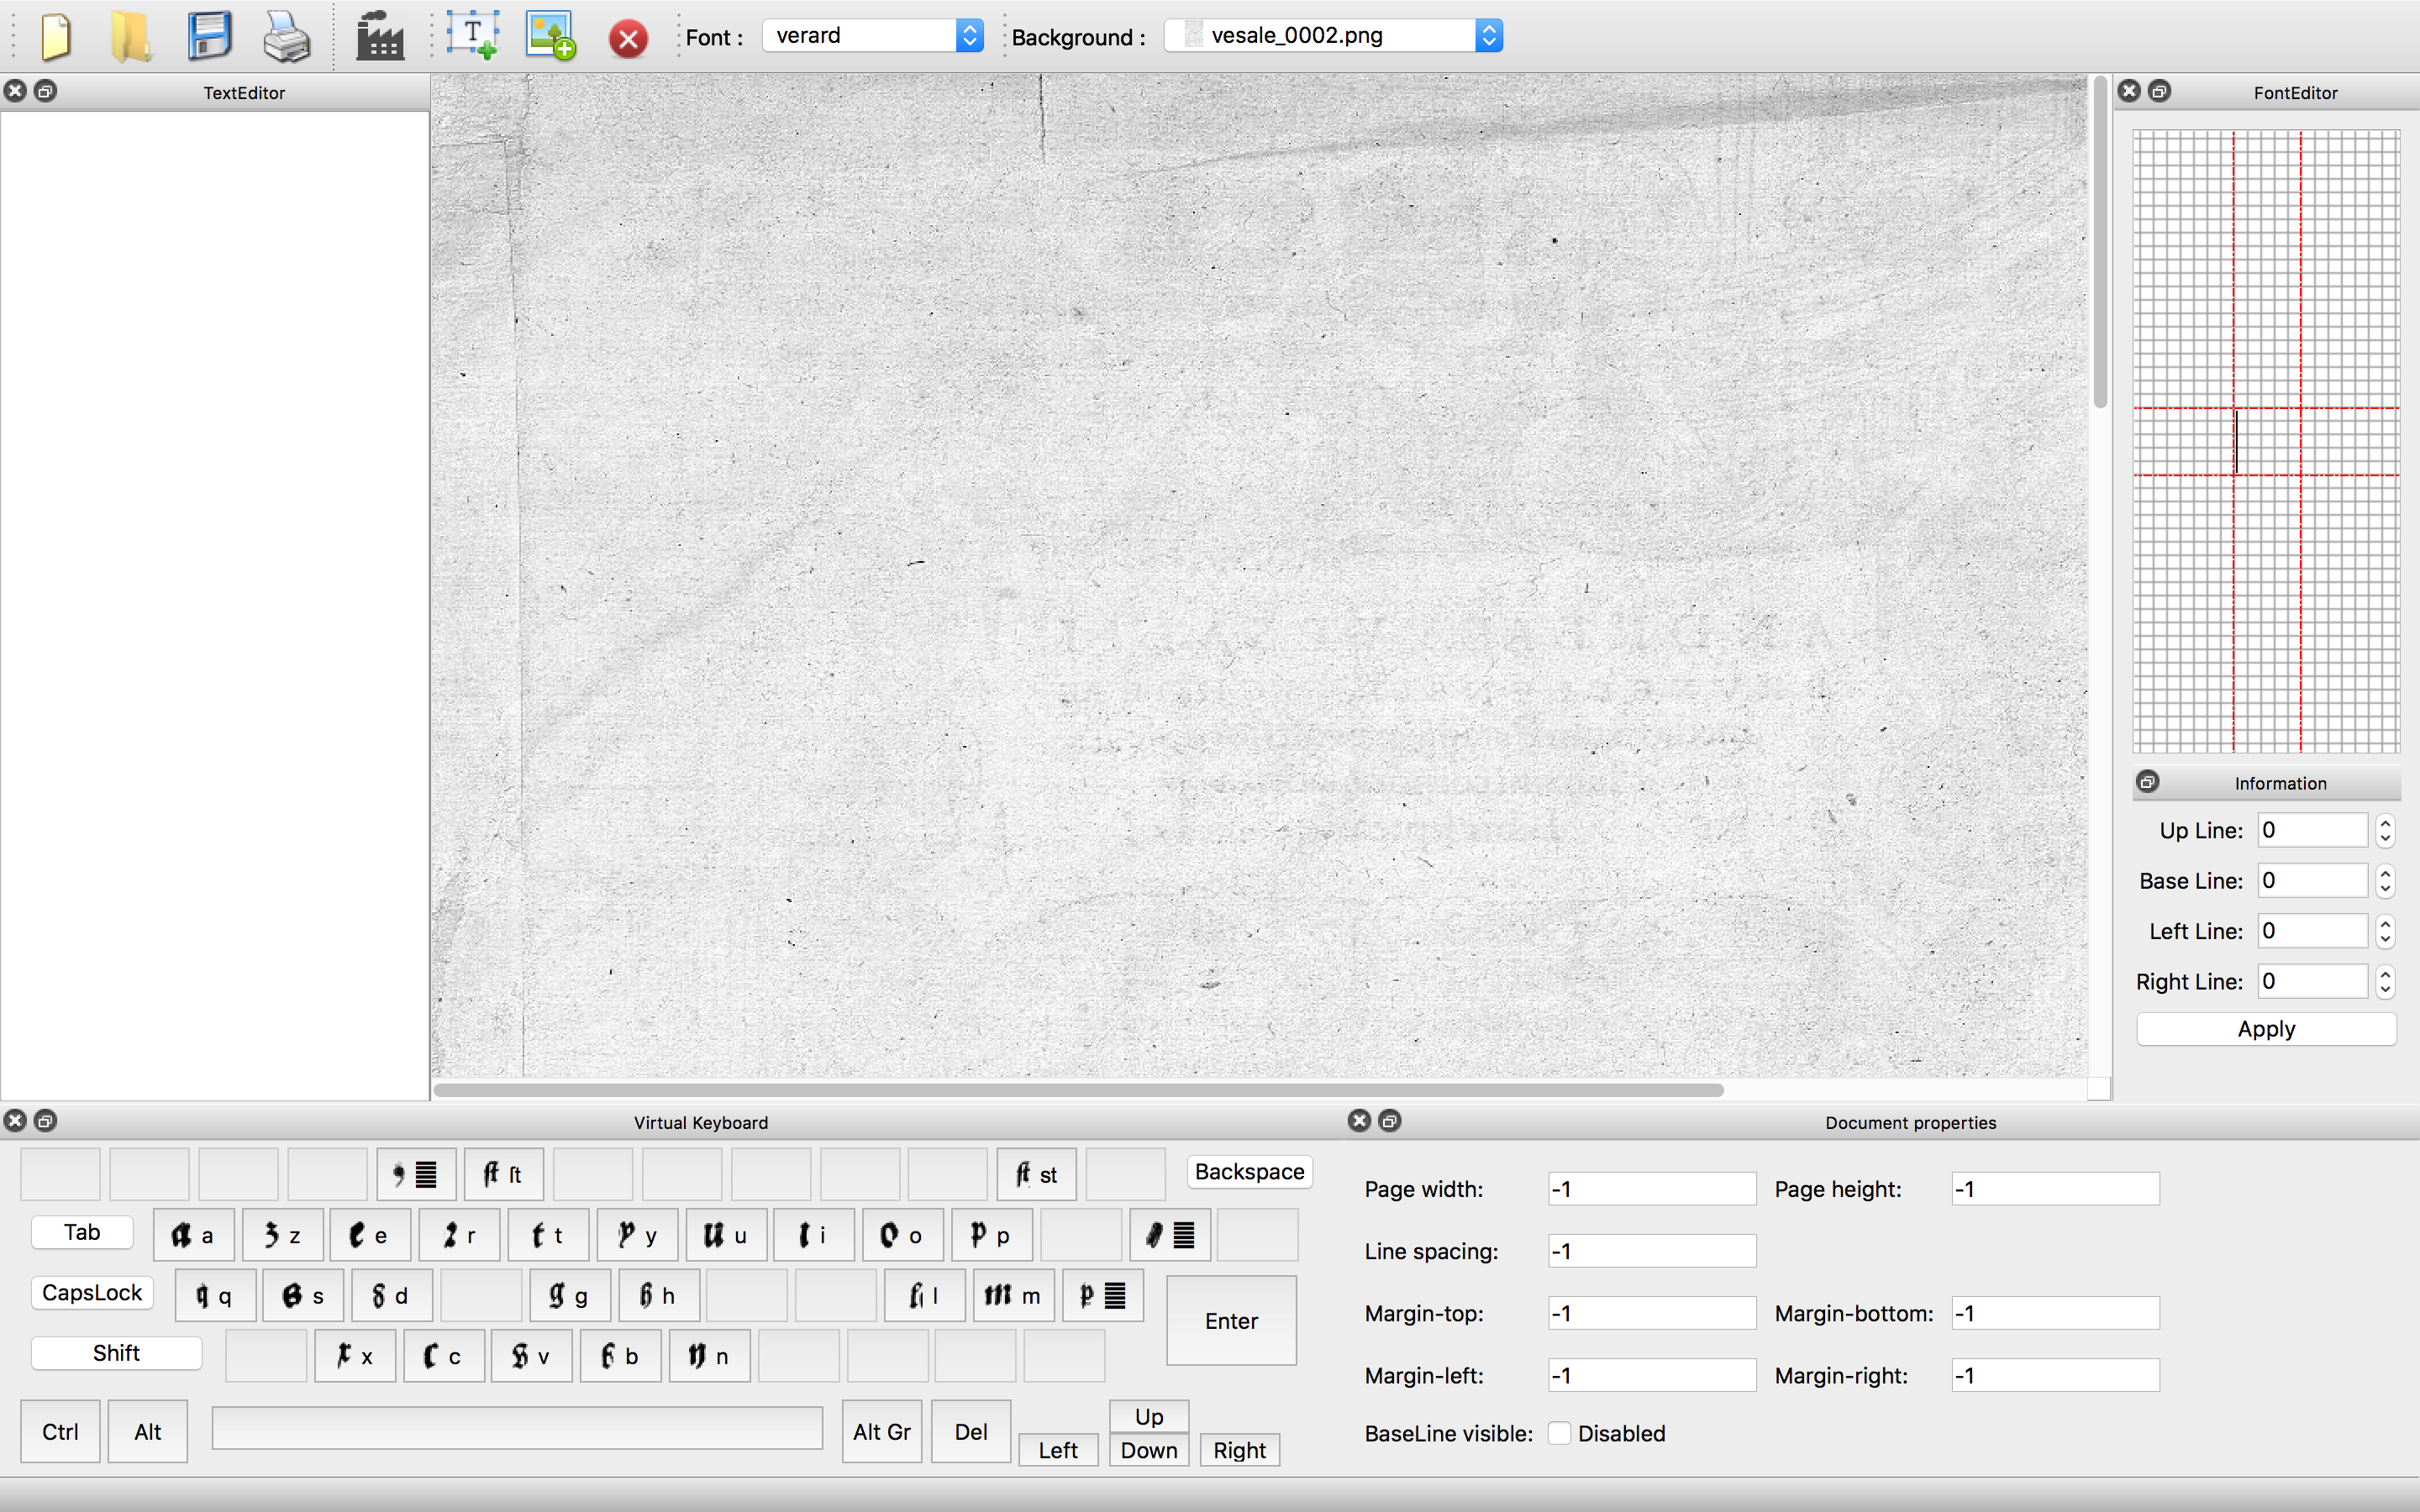 Font : verard Background : vesale_0002.png
TextEditor
FontEditor
Information
Up Line: 0
Base Line: 0
Left Line: 0
Right Line: 0
Apply
Virtual Keyboard
ſt st Backspace
Tab a z e r t y u i o p
CapsLock q s d g h l m
Enter
Shift x c v b n
Ctrl Alt Alt Gr Del Left Up Down Right
Document properties
Page width: -1 Page height: -1
Line spacing: -1
Margin-top: -1 Margin-bottom: -1
Margin-left: -1 Margin-right: -1
BaseLine visible: Disabled